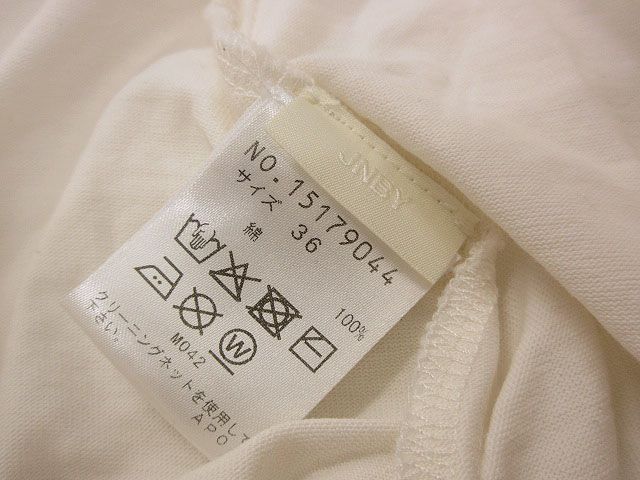 JNBY
NO.15179044
サイズ 36
綿 100%
W
M042
クリーニングネットを使用して
下さい。 APO